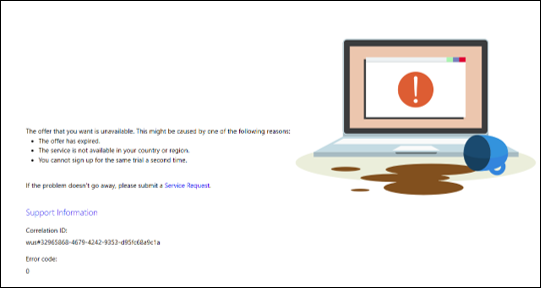 The offer that you want is unavailable. This might be caused by one of the following reasons:
• The offer has expired.
• The service is not available in your country or region.
• You cannot sign up for the same trial a second time.
If the problem doesn't go away, please submit a Service Request.
Support Information
Correlation ID:
wus#32965868-4679-4242-9353-d95fc68a9c1a
Error code:
0